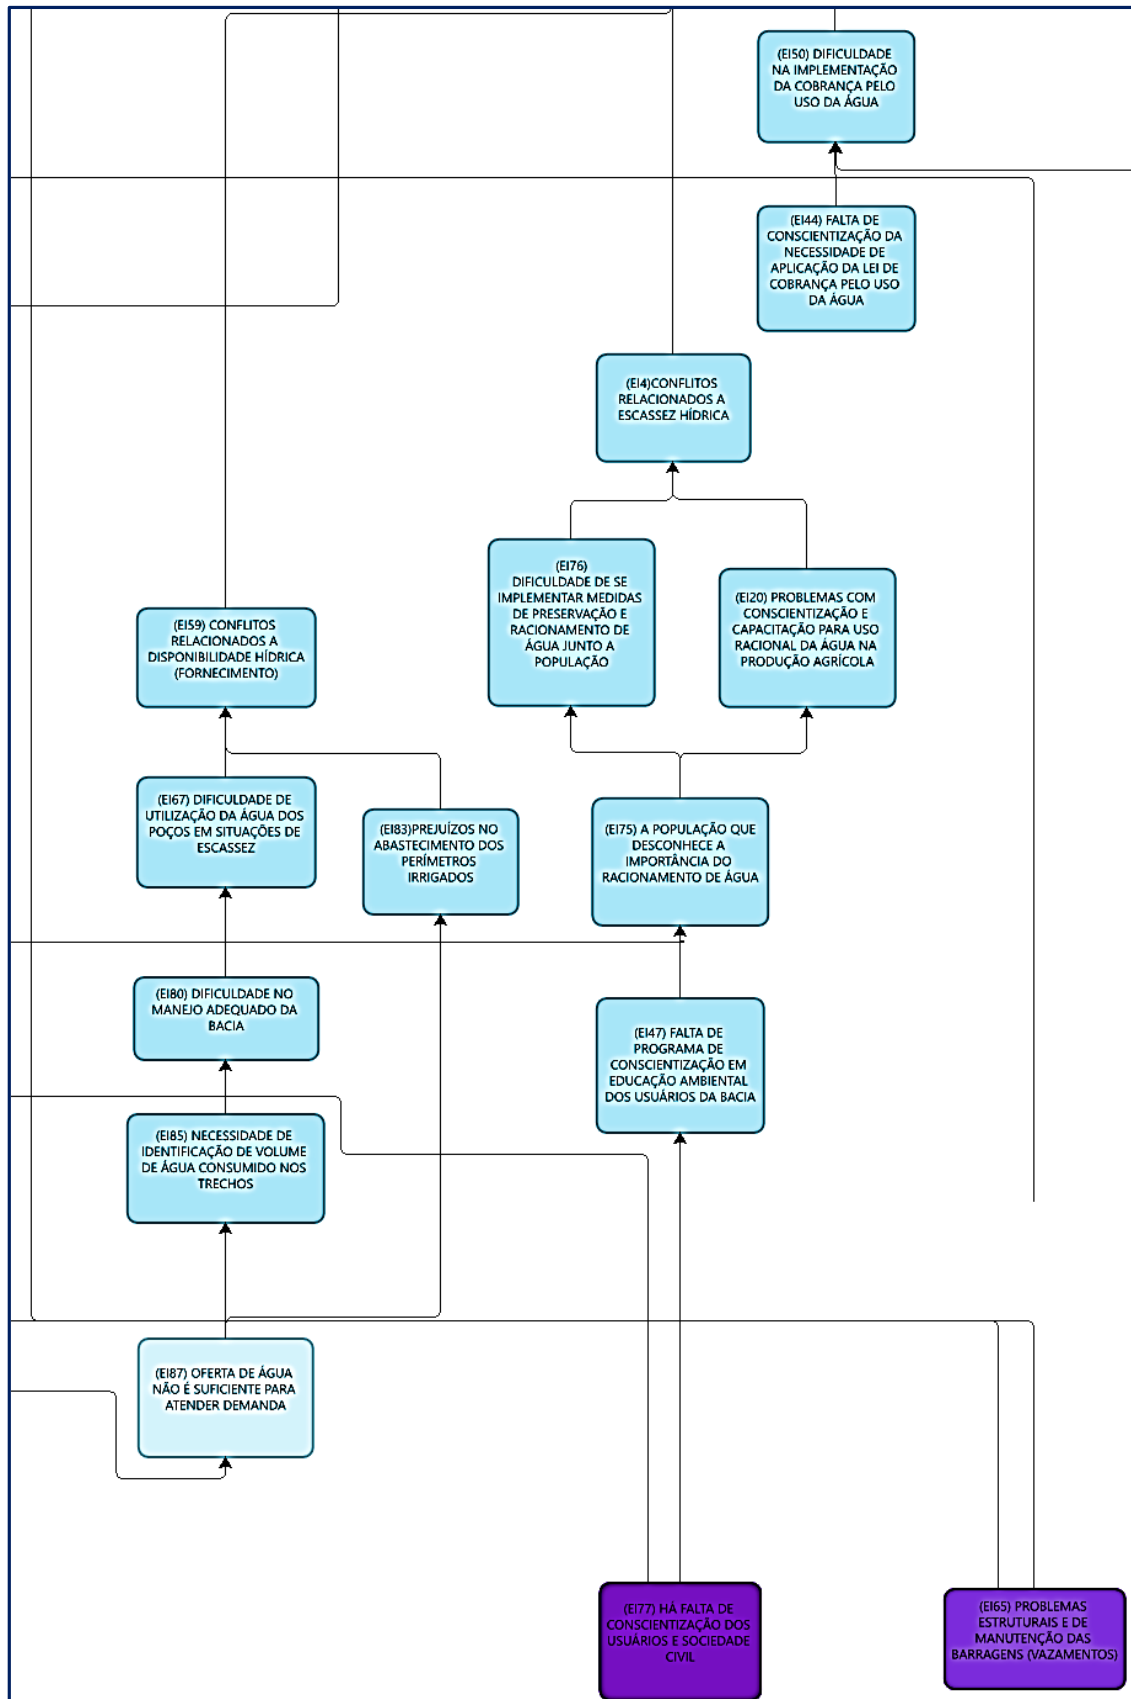 (EI50) DIFICULDADE
NA IMPLEMENTAÇÃO
DA COBRANÇA PELO
USO DA ÁGUA
(EI44) FALTA DE
CONSCIENTIZAÇÃO DA
NECESSIDADE DE
APLICAÇÃO DA LEI DE
COBRANÇA PELO USO
DA ÁGUA
(EI4)CONFLITOS
RELACIONADOS A
ESCASSEZ HÍDRICA
(EI76)
DIFICULDADE DE SE
IMPLEMENTAR MEDIDAS
DE PRESERVAÇÃO E
RACIONAMENTO DE
ÁGUA JUNTO A
POPULAÇÃO
(EI20) PROBLEMAS COM
CONSCIENTIZAÇÃO E
CAPACITAÇÃO PARA USO
RACIONAL DA ÁGUA NA
PRODUÇÃO AGRÍCOLA
(EI59) CONFLITOS
RELACIONADOS A
DISPONIBILIDADE HÍDRICA
(FORNECIMENTO)
(EI67) DIFICULDADE DE
UTILIZAÇÃO DA ÁGUA DOS
POÇOS EM SITUAÇÕES DE
ESCASSEZ
(EI83)PREJUÍZOS NO
ABASTECIMENTO DOS
PERÍMETROS
IRRIGADOS
(EI75) A POPULAÇÃO QUE
DESCONHECE A
IMPORTÂNCIA DO
RACIONAMENTO DE ÁGUA
(EI80) DIFICULDADE NO
MANEJO ADEQUADO DA
BACIA
(EI47) FALTA DE
PROGRAMA DE
CONSCIENTIZAÇÃO EM
EDUCAÇÃO AMBIENTAL
DOS USUÁRIOS DA BACIA
(EI85) NECESSIDADE DE
IDENTIFICAÇÃO DE VOLUME
DE ÁGUA CONSUMIDO NOS
TRECHOS
(EI87) OFERTA DE ÁGUA
NÃO É SUFICIENTE PARA
ATENDER DEMANDA
(EI77) HÁ FALTA DE
CONSCIENTIZAÇÃO DOS
USUÁRIOS E SOCIEDADE
CIVIL
(EI65) PROBLEMAS
ESTRUTURAIS E DE
MANUTENÇÃO DAS
BARRAGENS (VAZAMENTOS)